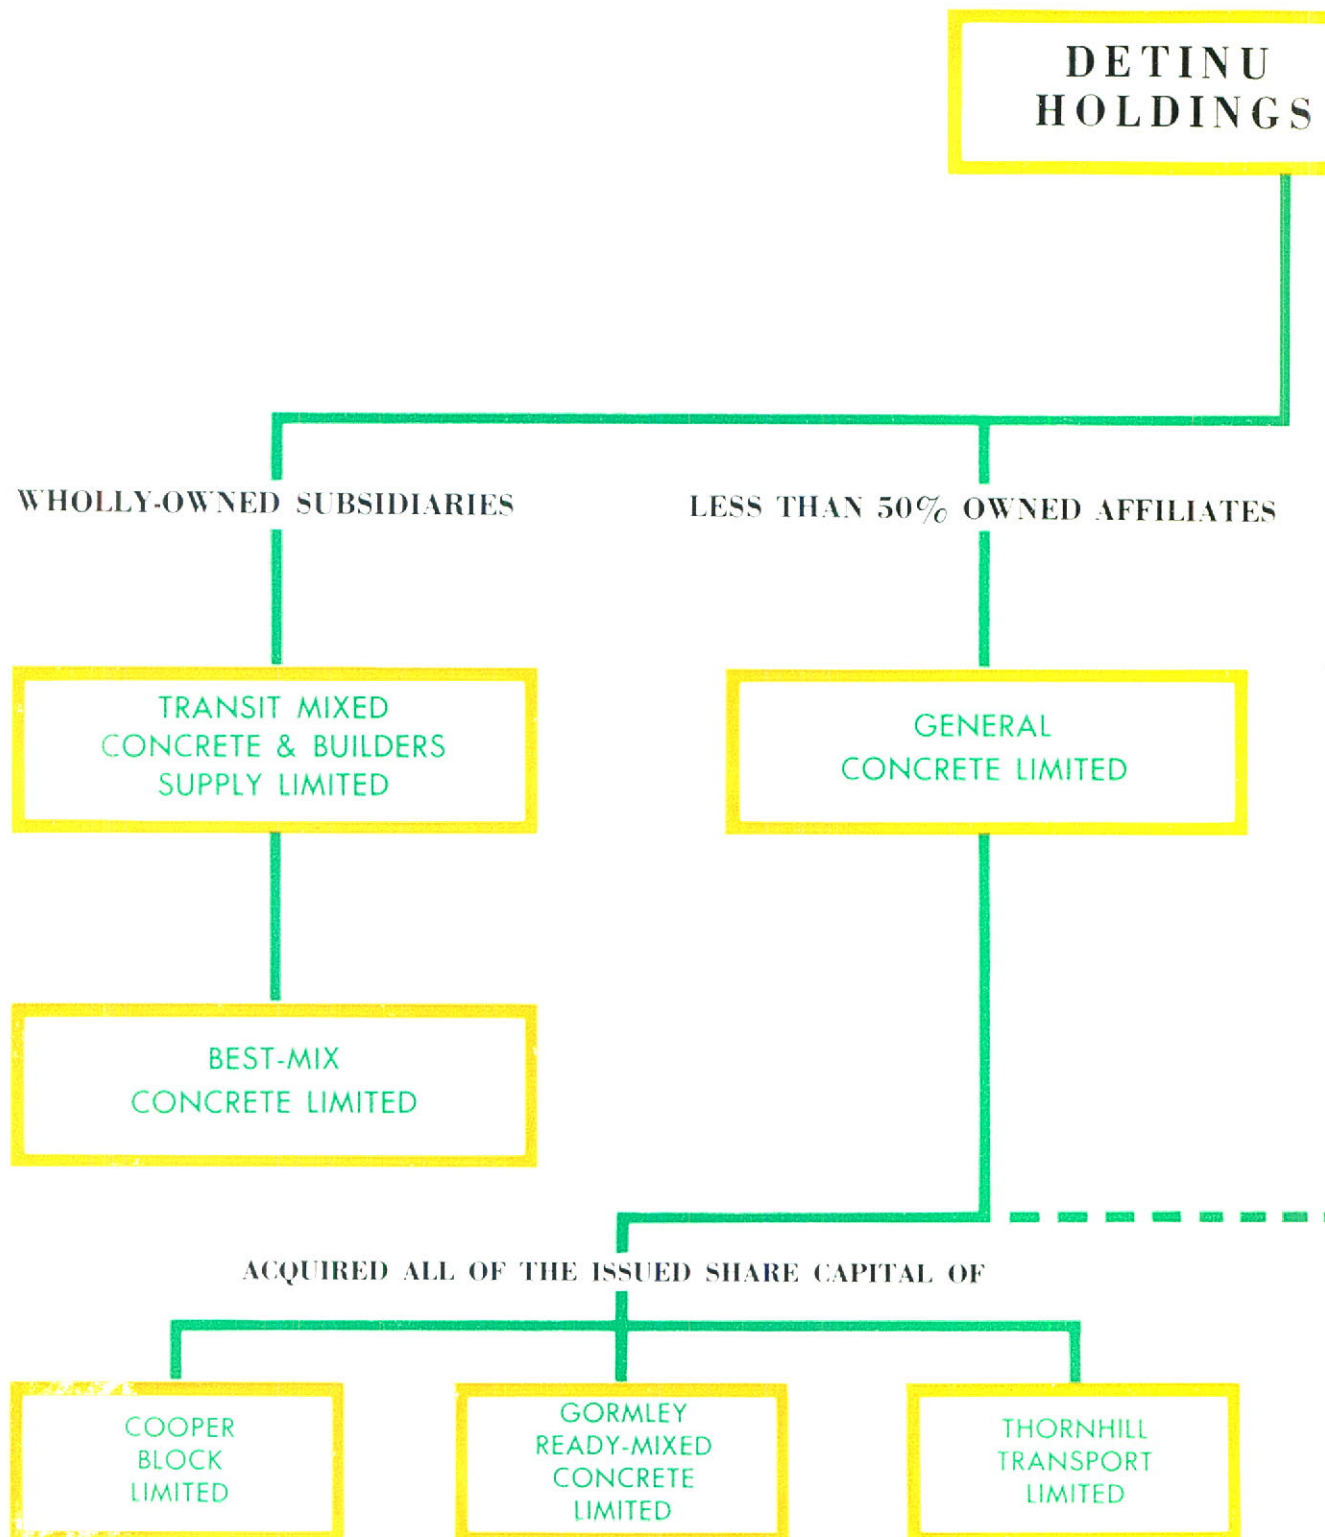 DETINU
HOLDINGS
WHOLLY-OWNED SUBSIDIARIES
LESS THAN 50% OWNED AFFILIATES
TRANSIT MIXED
CONCRETE & BUILDERS
SUPPLY LIMITED
GENERAL
CONCRETE LIMITED
BEST-MIX
CONCRETE LIMITED
ACQUIRED ALL OF THE ISSUED SHARE CAPITAL OF
COOPER
BLOCK
LIMITED
GORMLEY
READY-MIXED
CONCRETE
LIMITED
THORNHILL
TRANSPORT
LIMITED